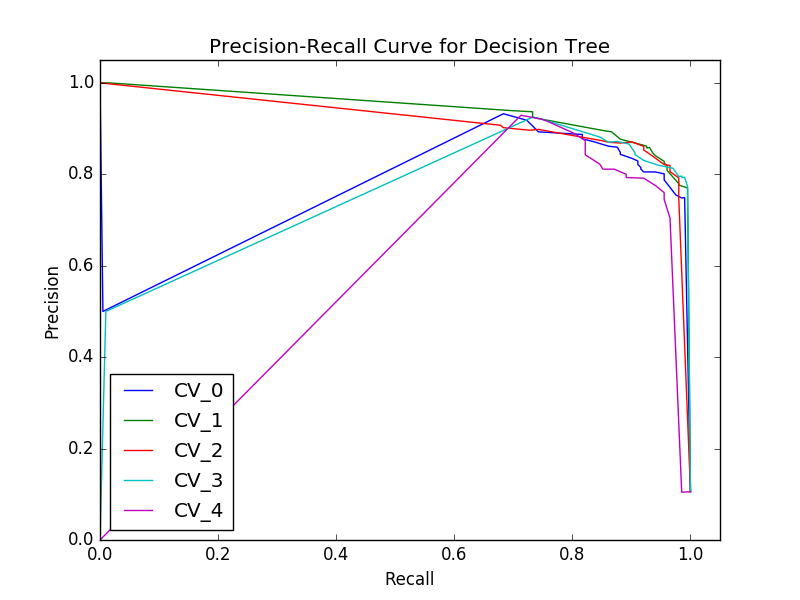 Precision-Recall Curve for Decision Tree
1.0
0.8
0.6
0.4
0.2
0.0
Precision
CV_0
CV_1
CV_2
CV_3
CV_4
0.0 0.2 0.4 0.6 0.8 1.0
Recall